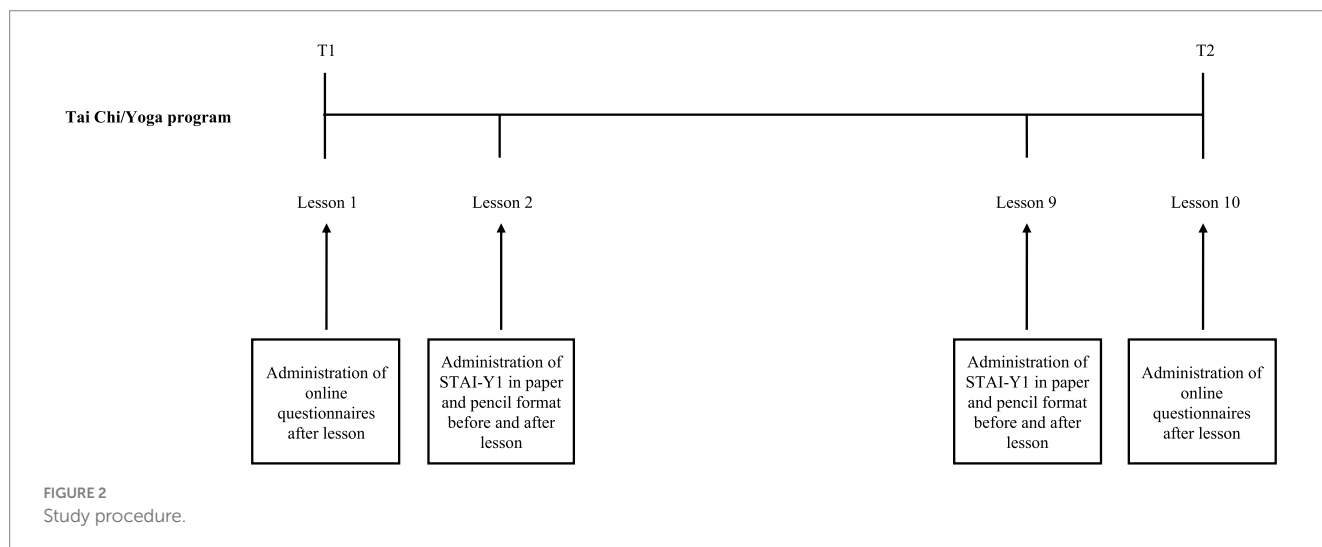 T1
T2
Tai Chi/Yoga program
Lesson 1
Lesson 2
Lesson 9
Lesson 10
Administration of
online
questionnaires
after lesson
Administration of
STAI-Y1 in paper
and pencil format
before and after
lesson
Administration of
STAI-Y1 in paper
and pencil format
before and after
lesson
Administration of
online
questionnaires
after lesson
FIGURE 2
Study procedure.